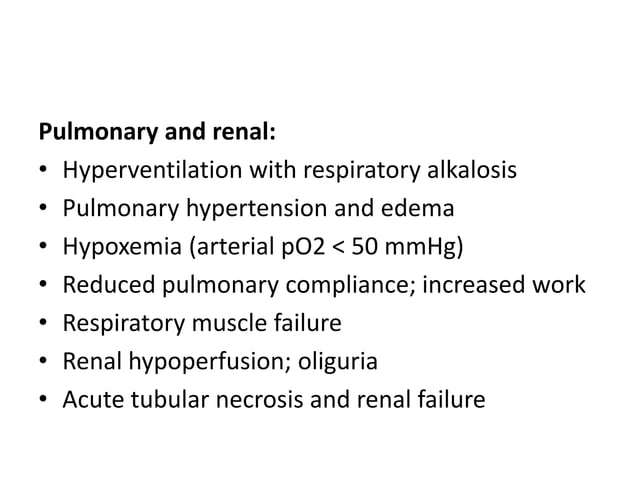 Pulmonary and renal:
• Hyperventilation with respiratory alkalosis
• Pulmonary hypertension and edema
• Hypoxemia (arterial pO2 < 50 mmHg)
• Reduced pulmonary compliance; increased work
• Respiratory muscle failure
• Renal hypoperfusion; oliguria
• Acute tubular necrosis and renal failure